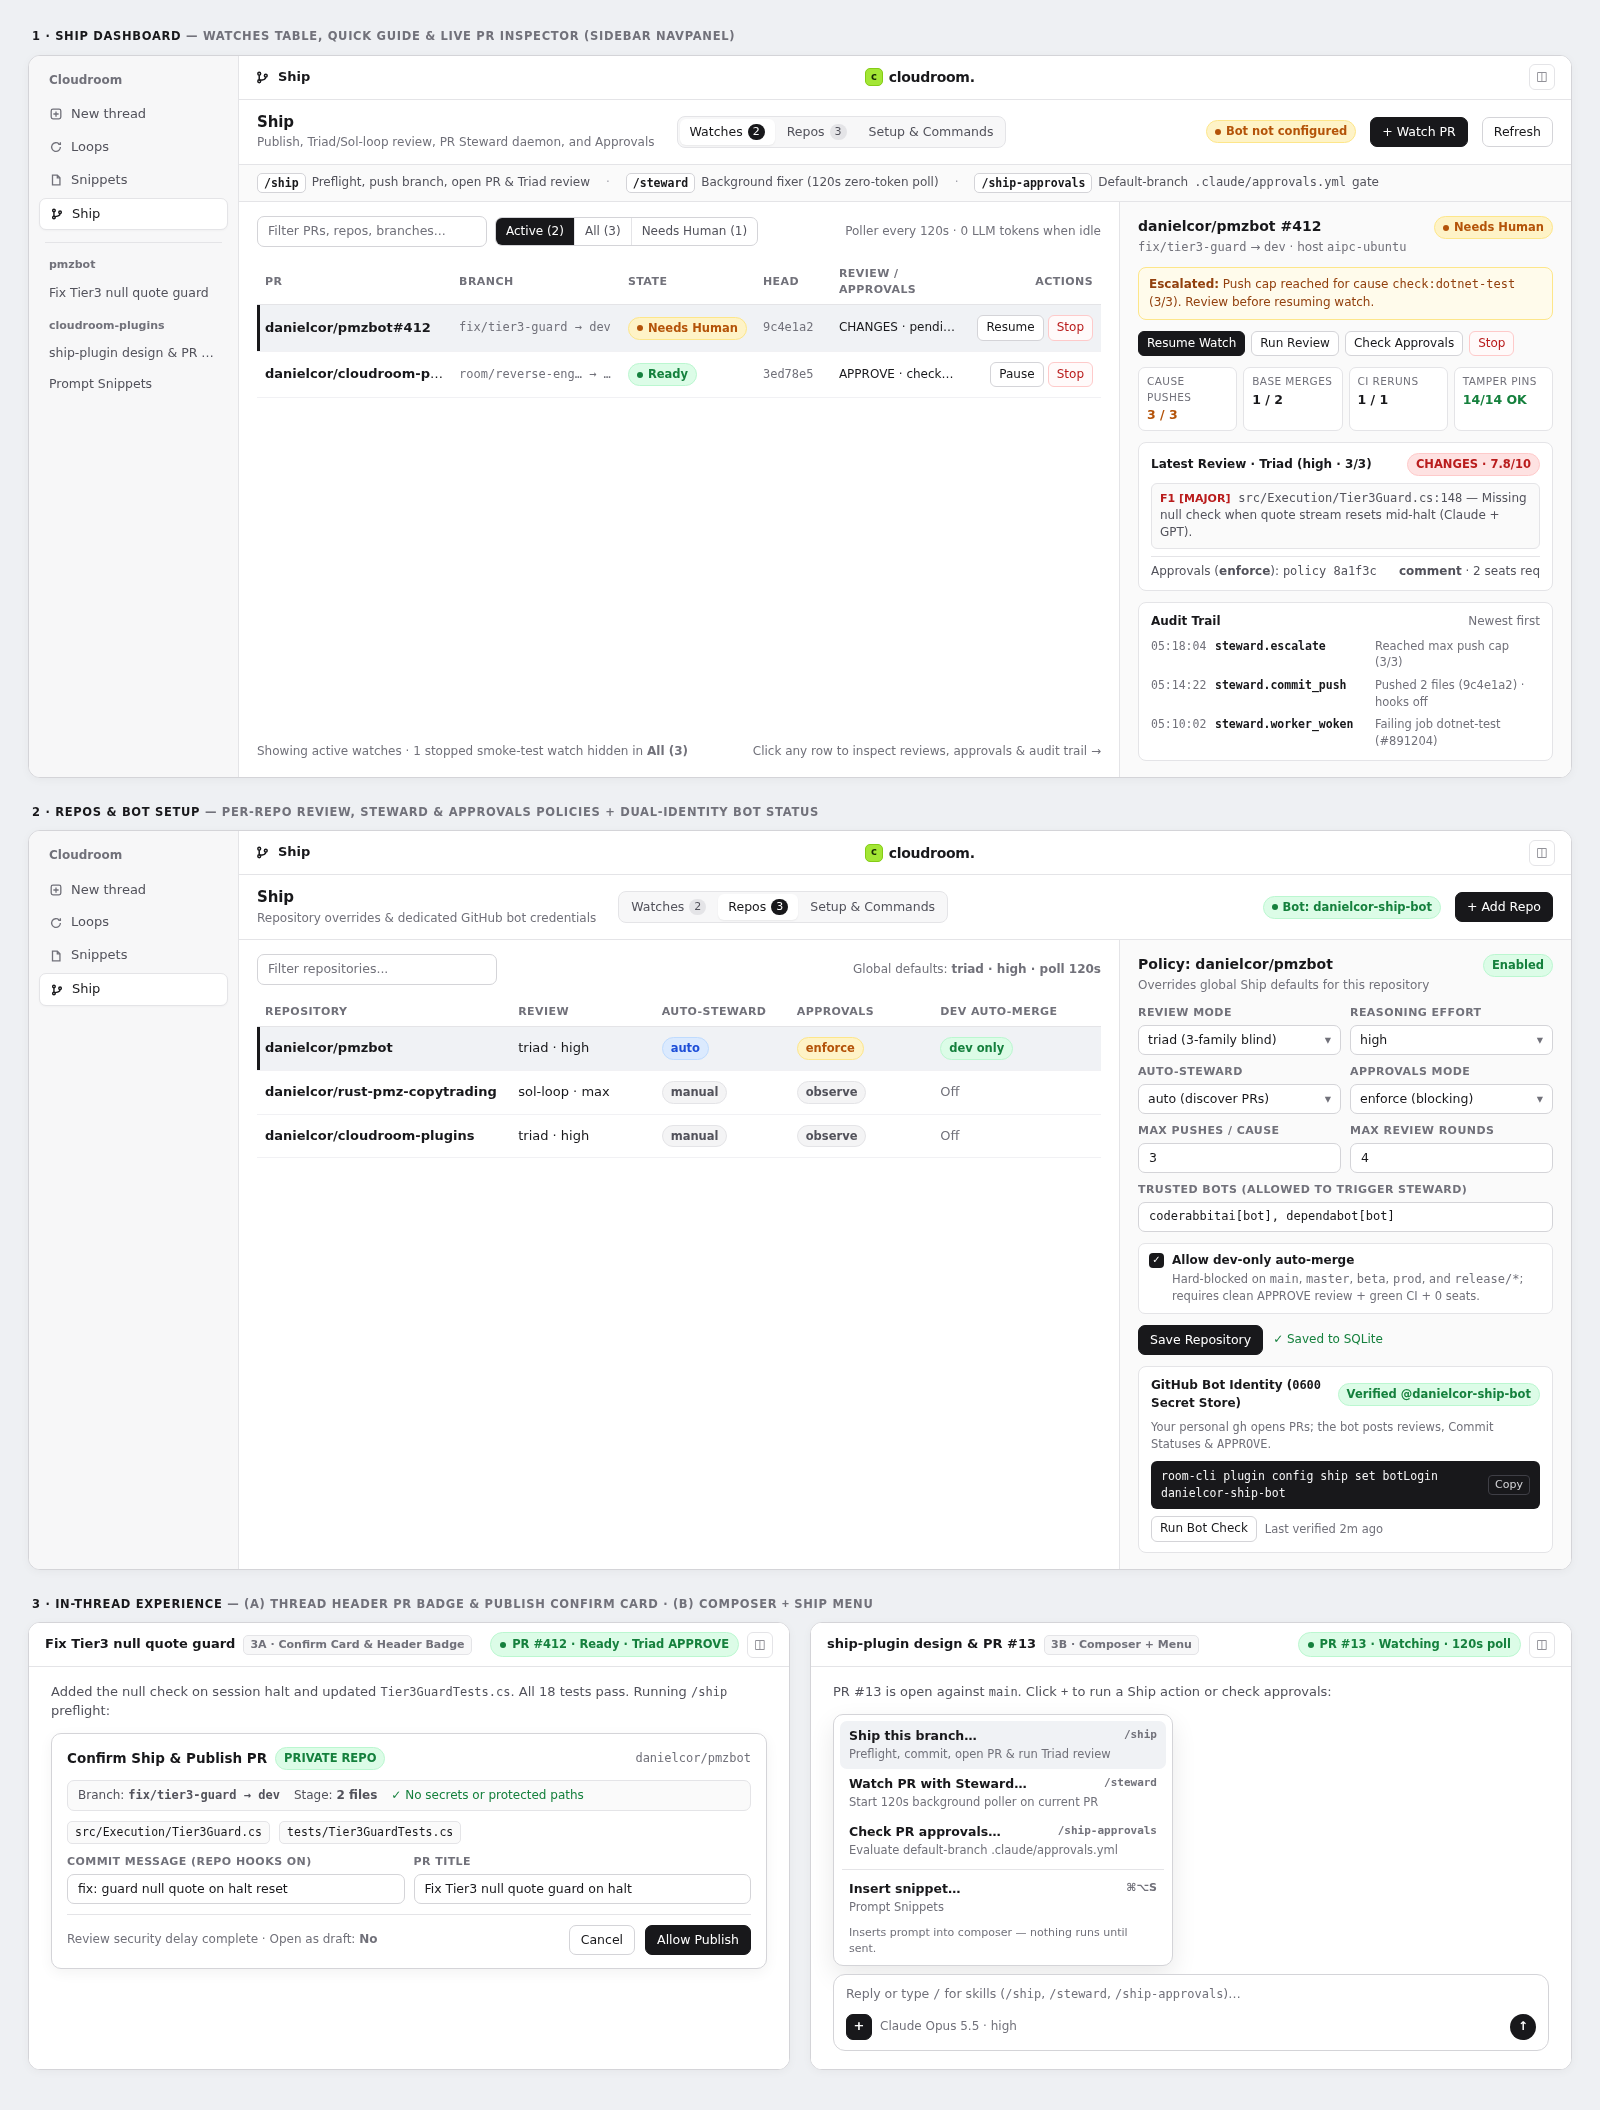 1 · SHIP DASHBOARD — WATCHES TABLE, QUICK GUIDE & LIVE PR INSPECTOR (SIDEBAR NAVPANEL)
Cloudroom
New thread
Loops
Snippets
Ship
pmzbot
Fix Tier3 null quote guard
cloudroom-plugins
ship-plugin design & PR …
Prompt Snippets
Ship
c cloudroom.
Ship
Publish, Triad/Sol-loop review, PR Steward daemon, and Approvals
Watches 2 Repos 3 Setup & Commands
Bot not configured
+ Watch PR
Refresh
/ship Preflight, push branch, open PR & Triad review · /steward Background fixer (120s zero-token poll) · /ship-approvals Default-branch .claude/approvals.yml gate
Filter PRs, repos, branches...
Active (2) All (3) Needs Human (1)
Poller every 120s · 0 LLM tokens when idle
PR BRANCH STATE HEAD REVIEW / APPROVALS ACTIONS
danielcor/pmzbot#412 fix/tier3-guard → dev Needs Human 9c4e1a2 CHANGES · pendi… Resume Stop
danielcor/cloudroom-p… room/reverse-eng… → … Ready 3ed78e5 APPROVE · check… Pause Stop
Showing active watches · 1 stopped smoke-test watch hidden in All (3)
Click any row to inspect reviews, approvals & audit trail →
danielcor/pmzbot #412
Needs Human
fix/tier3-guard → dev · host aipc-ubuntu
Escalated: Push cap reached for cause check:dotnet-test
(3/3). Review before resuming watch.
Resume Watch Run Review Check Approvals Stop
CAUSE PUSHES
3 / 3
BASE MERGES
1 / 2
CI RERUNS
1 / 1
TAMPER PINS
14/14 OK
Latest Review · Triad (high · 3/3)
CHANGES · 7.8/10
F1 [MAJOR] src/Execution/Tier3Guard.cs:148 — Missing
null check when quote stream resets mid-halt (Claude +
GPT).
Approvals (enforce): policy 8a1f3c comment · 2 seats req
Audit Trail
Newest first
05:18:04 steward.escalate Reached max push cap
(3/3)
05:14:22 steward.commit_push Pushed 2 files (9c4e1a2) ·
hooks off
05:10:02 steward.worker_woken Failing job dotnet-test
(#891204)
2 · REPOS & BOT SETUP — PER-REPO REVIEW, STEWARD & APPROVALS POLICIES + DUAL-IDENTITY BOT STATUS
Cloudroom
New thread
Loops
Snippets
Ship
Ship
c cloudroom.
Ship
Repository overrides & dedicated GitHub bot credentials
Watches 2 Repos 3 Setup & Commands
Bot: danielcor-ship-bot
+ Add Repo
Filter repositories...
Global defaults: triad · high · poll 120s
REPOSITORY REVIEW AUTO-STEWARD APPROVALS DEV AUTO-MERGE
danielcor/pmzbot triad · high auto enforce dev only
danielcor/rust-pmz-copytrading sol-loop · max manual observe Off
danielcor/cloudroom-plugins triad · high manual observe Off
Policy: danielcor/pmzbot
Enabled
Overrides global Ship defaults for this repository
REVIEW MODE REASONING EFFORT
triad (3-family blind) ▾ high ▾
AUTO-STEWARD APPROVALS MODE
auto (discover PRs) ▾ enforce (blocking) ▾
MAX PUSHES / CAUSE MAX REVIEW ROUNDS
3 4
TRUSTED BOTS (ALLOWED TO TRIGGER STEWARD)
coderabbitai[bot], dependabot[bot]
✓ Allow dev-only auto-merge
Hard-blocked on main, master, beta, prod, and release/*;
requires clean APPROVE review + green CI + 0 seats.
Save Repository ✓ Saved to SQLite
GitHub Bot Identity (0600
Secret Store)
Verified @danielcor-ship-bot
Your personal gh opens PRs; the bot posts reviews, Commit
Statuses & APPROVE.
room-cli plugin config ship set botLogin
danielcor-ship-bot
Copy
Run Bot Check Last verified 2m ago
3 · IN-THREAD EXPERIENCE — (A) THREAD HEADER PR BADGE & PUBLISH CONFIRM CARD · (B) COMPOSER + SHIP MENU
Fix Tier3 null quote guard 3A · Confirm Card & Header Badge PR #412 · Ready · Triad APPROVE
Added the null check on session halt and updated Tier3GuardTests.cs. All 18 tests pass. Running /ship
preflight:
Confirm Ship & Publish PR PRIVATE REPO danielcor/pmzbot
Branch: fix/tier3-guard → dev Stage: 2 files ✓ No secrets or protected paths
src/Execution/Tier3Guard.cs tests/Tier3GuardTests.cs
COMMIT MESSAGE (REPO HOOKS ON) PR TITLE
fix: guard null quote on halt reset Fix Tier3 null quote guard on halt
Review security delay complete · Open as draft: No
Cancel Allow Publish
ship-plugin design & PR #13 3B · Composer + Menu PR #13 · Watching · 120s poll
PR #13 is open against main. Click + to run a Ship action or check approvals:
Ship this branch… /ship
Preflight, commit, open PR & run Triad review
Watch PR with Steward… /steward
Start 120s background poller on current PR
Check PR approvals… /ship-approvals
Evaluate default-branch .claude/approvals.yml
Insert snippet… ⌘⌥S
Prompt Snippets
Inserts prompt into composer — nothing runs until
sent.
Reply or type / for skills (/ship, /steward, /ship-approvals)…
+ Claude Opus 5.5 · high ↑